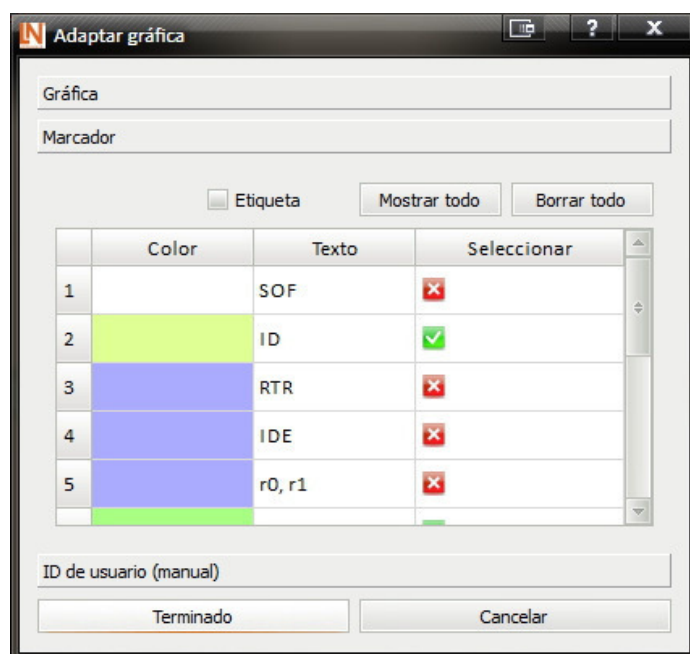 LN Adaptar gráfica ? X
Gráfica
Marcador
Etiqueta Mostrar todo Borrar todo
Color Texto Seleccionar
1 SOF
2 ID
3 RTR
4 IDE
5 r0, r1
ID de usuario (manual)
Terminado Cancelar